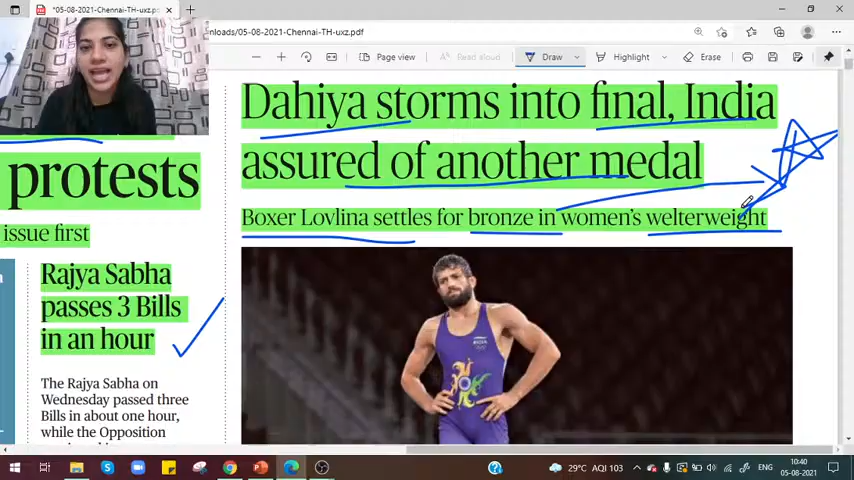 *05-08-2021-Chennai-TH-uxz.pdf
nloads/05-08-2021-Chennai-TH-uxz.pdf
Page view
Read aloud
Draw
Highlight
Erase
protests
issue first
Rajya Sabha
passes 3 Bills
in an hour
The Rajya Sabha on
Wednesday passed three
Bills in about one hour,
while the Opposition
Dahiya storms into final, India
assured of another medal
Boxer Lovlina settles for bronze in women's welterweight
29°C AQI 103
ENG
10:40
05-08-2021